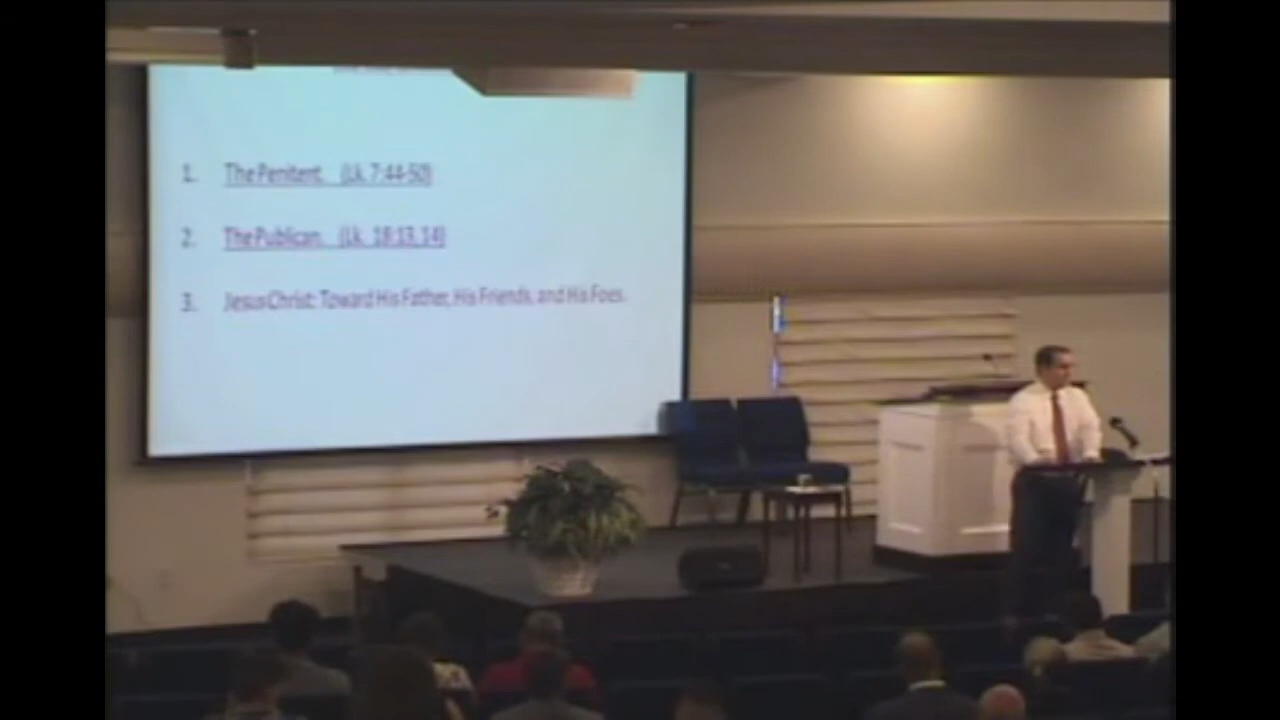 1. The Penitent. (Lk. 7:44-50)
2. The Publican. (Lk. 18:13, 14)
3. Jesus Christ: Toward His Father, His Friends, and His Foes.